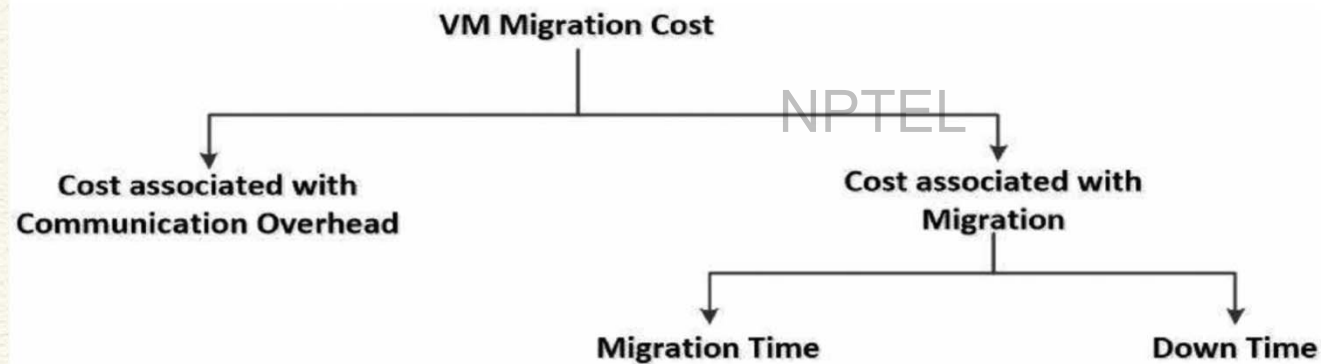 VM Migration Cost
NPTEL
Cost associated with
Communication Overhead
Cost associated with
Migration
Migration Time
Down Time